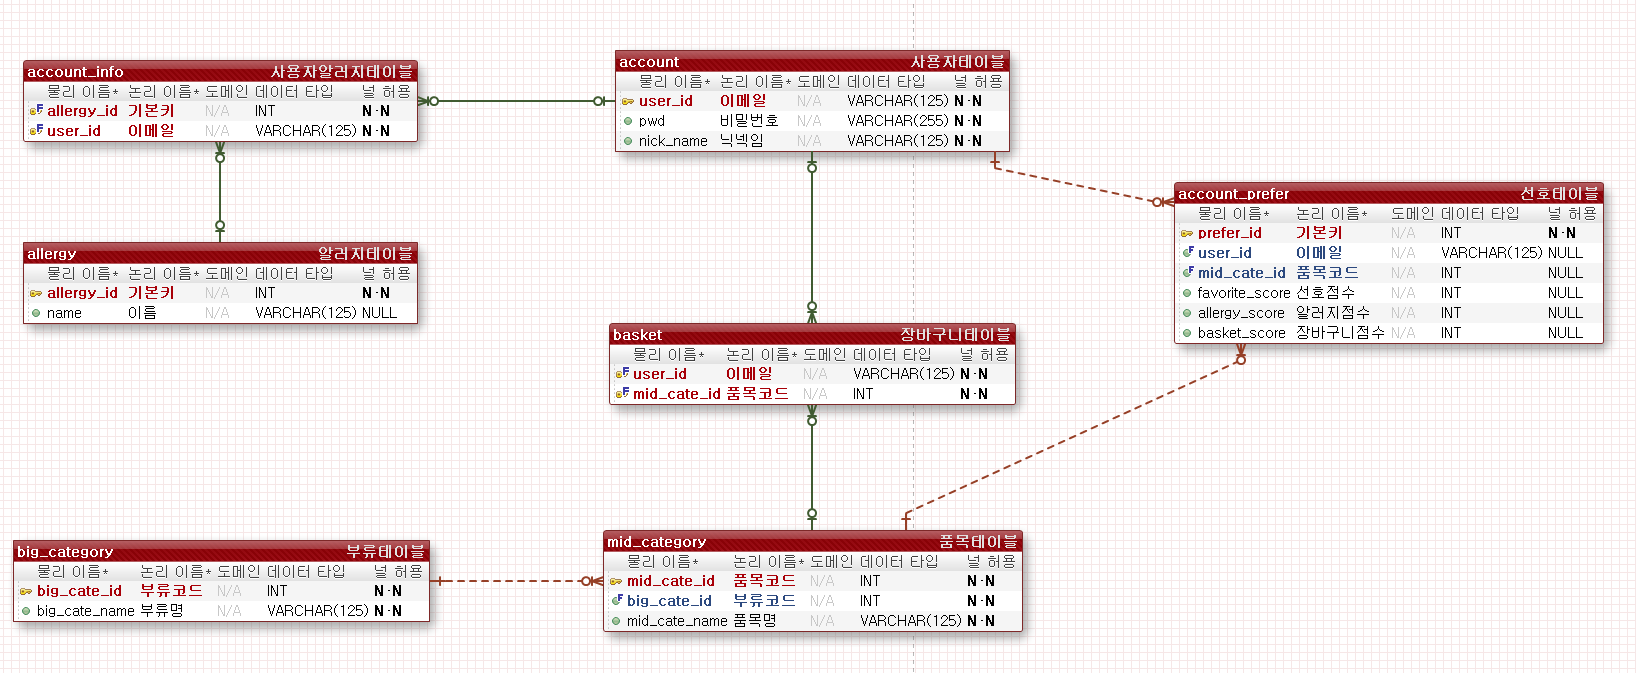 account_info 사용자알러지테이블
물리 이름* 논리 이름* 도메인 데이터 타입 널 허용
allergy_id 기본키 N/A INT N·N
user_id 이메일 N/A VARCHAR(125) N·N
account 사용자테이블
물리 이름* 논리 이름* 도메인 데이터 타입 널 허용
user_id 이메일 N/A VARCHAR(125) N·N
pwd 비밀번호 N/A VARCHAR(255) N·N
nick_name 닉넥임 N/A VARCHAR(125) N·N
account_prefer 선호테이블
물리 이름* 논리 이름* 도메인 데이터 타입 널 허용
prefer_id 기본키 N/A INT N·N
user_id 이메일 N/A VARCHAR(125) NULL
mid_cate_id 품목코드 N/A INT NULL
favorite_score 선호점수 N/A INT NULL
allergy_score 알러지점수 N/A INT NULL
basket_score 장바구니점수 N/A INT NULL
allergy 알러지테이블
물리 이름* 논리 이름* 도메인 데이터 타입 널 허용
allergy_id 기본키 N/A INT N·N
name 이름 N/A VARCHAR(125) NULL
basket 장바구니테이블
물리 이름* 논리 이름* 도메인 데이터 타입 널 허용
user_id 이메일 N/A VARCHAR(125) N·N
mid_cate_id 품목코드 N/A INT N·N
big_category 부류테이블
물리 이름* 논리 이름* 도메인 데이터 타입 널 허용
big_cate_id 부류코드 N/A INT N·N
big_cate_name 부류명 N/A VARCHAR(125) N·N
mid_category 품목테이블
물리 이름* 논리 이름* 도메인 데이터 타입 널 허용
mid_cate_id 품목코드 N/A INT N·N
big_cate_id 부류코드 N/A INT N·N
mid_cate_name 품목명 N/A VARCHAR(125) N·N